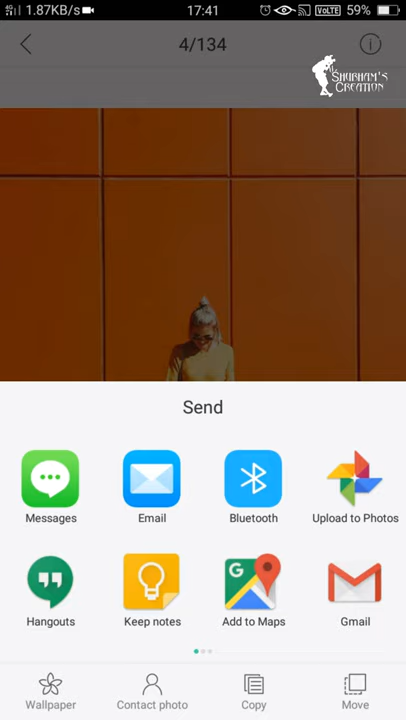 4G 1.87KB/s 17:41 VOLTE 59%
4/134
SHUBHAM'S
CREATION
Send
Messages Email Bluetooth Upload to Photos
Hangouts Keep notes Add to Maps Gmail
Wallpaper Contact photo Copy Move